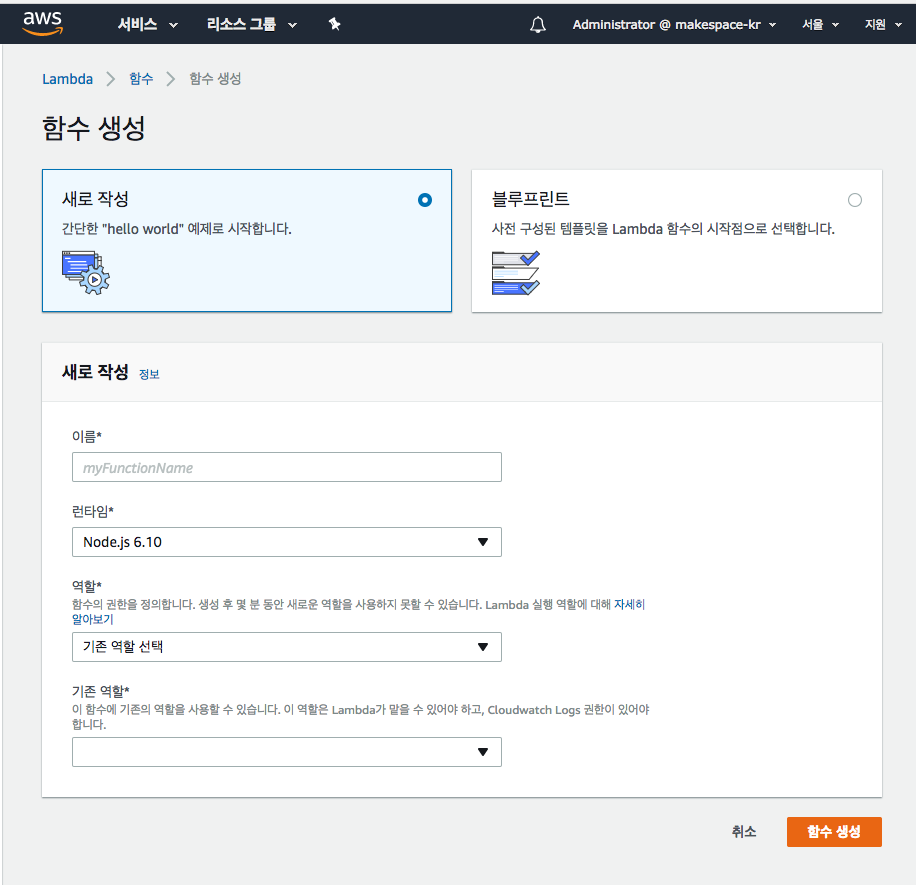 aws 서비스 리소스 그룹 Administrator @ makespace-kr 서울 지원
Lambda 함수 함수 생성
함수 생성
새로 작성
간단한 "hello world" 예제로 시작합니다.
블루프린트
사전 구성된 템플릿을 Lambda 함수의 시작점으로 선택합니다.
새로 작성 정보
이름*
myFunctionName
런타임*
Node.js 6.10
역할*
함수의 권한을 정의합니다. 생성 후 몇 분 동안 새로운 역할을 사용하지 못할 수 있습니다. Lambda 실행 역할에 대해 자세히
알아보기
기존 역할 선택
기존 역할*
이 함수에 기존의 역할을 사용할 수 있습니다. 이 역할은 Lambda가 맡을 수 있어야 하고, Cloudwatch Logs 권한이 있어야
합니다.
취소 함수 생성